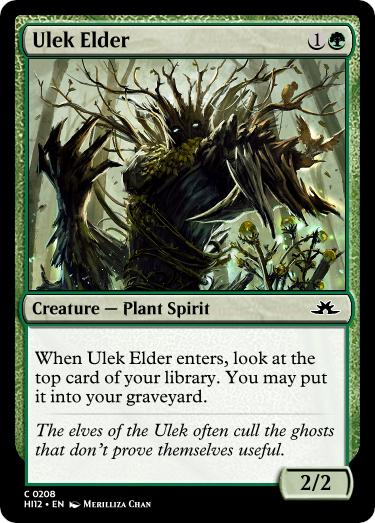 Ulek Elder 1
Creature — Plant Spirit
When Ulek Elder enters, look at the
top card of your library. You may put
it into your graveyard.
The elves of the Ulek often cull the ghosts
that don't prove themselves useful.
2/2
C 0208
HI12 • EN Merilliza Chan